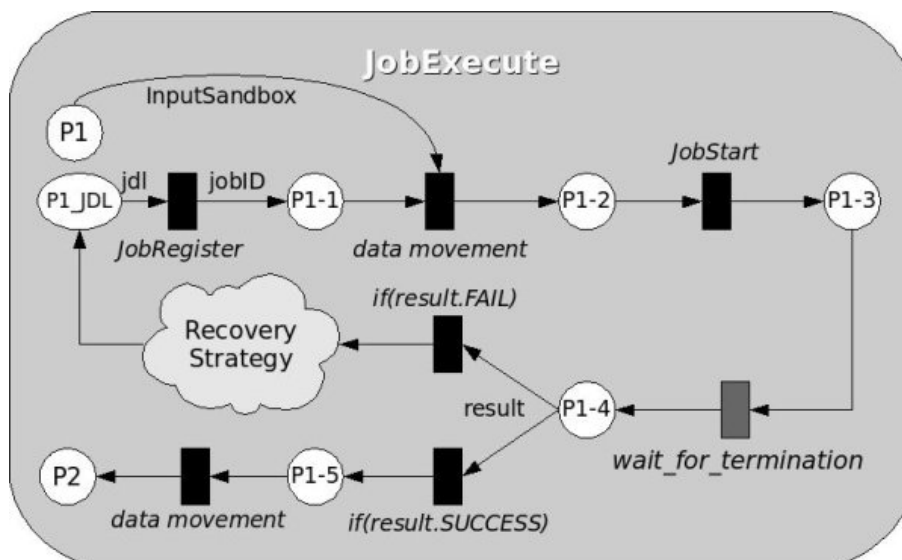 JobExecute
InputSandbox
P1
JobStart
P1_JDL
jdl
jobID
P1-1
P1-2
P1-3
JobRegister
data movement
if(result.FAIL)
Recovery
Strategy
result
P1-4
wait_for_termination
P2
P1-5
data movement
if(result.SUCCESS)